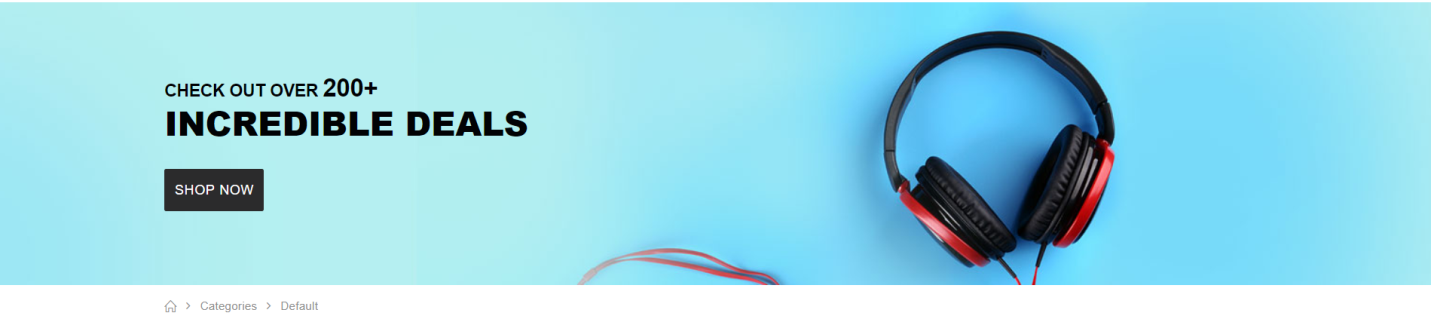 CHECK OUT OVER 200+
INCREDIBLE DEALS
SHOP NOW
Categories > Default